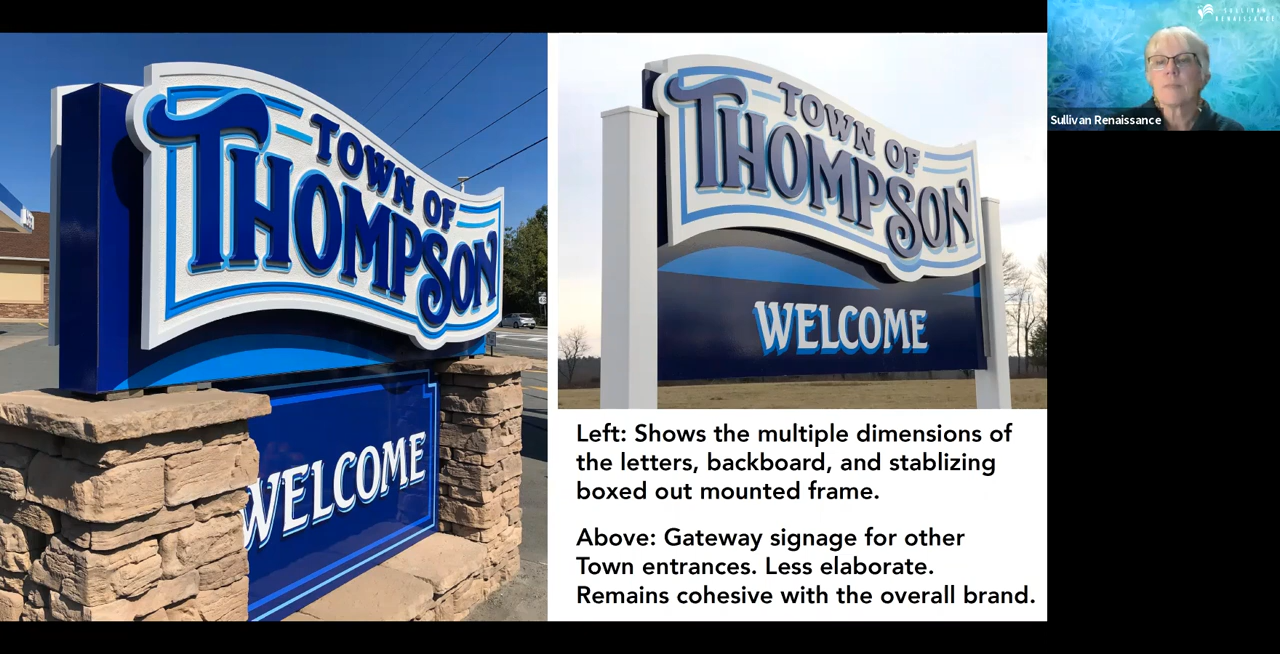 TOWN OF
THOMPSON
WELCOME
TOWN OF
THOMPSON
WELCOME
Left: Shows the multiple dimensions of
the letters, backboard, and stablizing
boxed out mounted frame.
Above: Gateway signage for other
Town entrances. Less elaborate.
Remains cohesive with the overall brand.
SULLIVAN
RENAISSANCE
Sullivan Renaissance